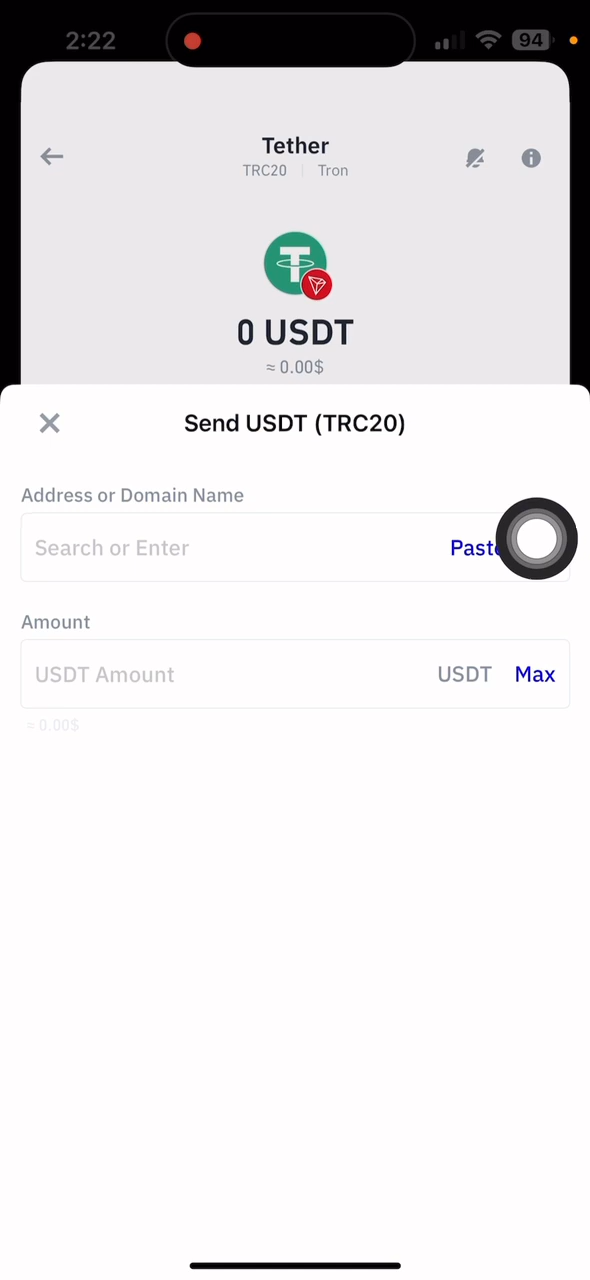 2:22
94
Tether
TRC20 | Tron
0 USDT
≈ 0.00$
Send USDT (TRC20)
Address or Domain Name
Search or Enter
Paste
Amount
USDT Amount USDT Max
≈ 0.00$